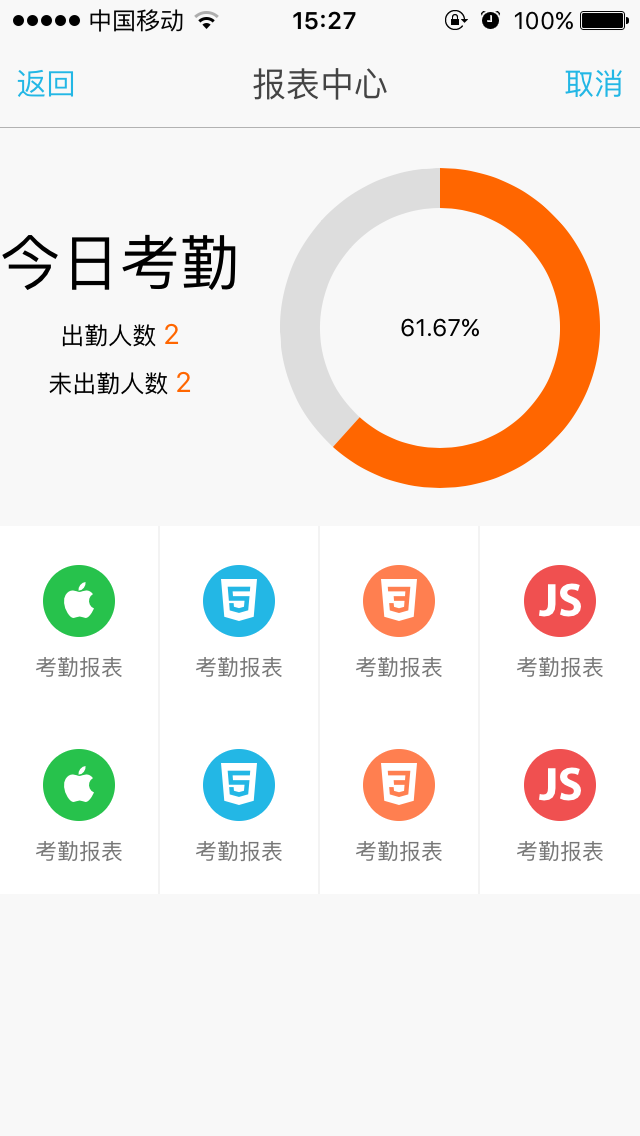 中国移动 15:27 100%
返回 报表中心 取消
今日考勤
出勤人数 2
未出勤人数 2
61.67%
5 3 JS
考勤报表 考勤报表 考勤报表 考勤报表
5 3 JS
考勤报表 考勤报表 考勤报表 考勤报表